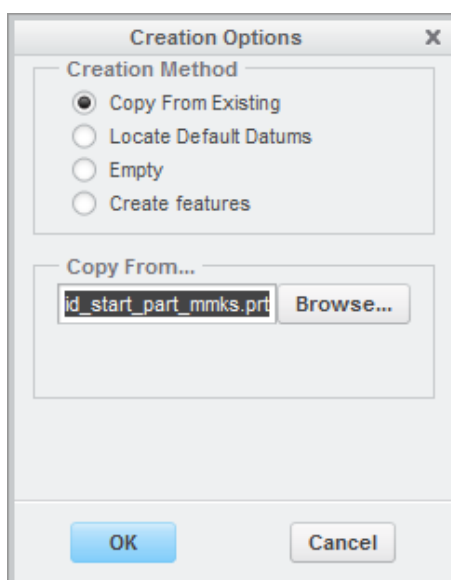 Creation Options
Creation Method
Copy From Existing
Locate Default Datums
Empty
Create features
Copy From...
id_start_part_mmks.prt Browse...
OK Cancel